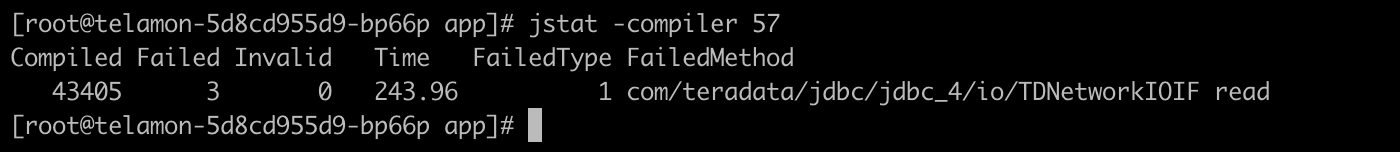 [root@telamon-5d8cd955d9-bp66p app]# jstat -compiler 57
Compiled Failed Invalid   Time   FailedType FailedMethod
   43405      3       0   243.96          1 com/teradata/jdbc/jdbc_4/io/TDNetworkIOIF read
[root@telamon-5d8cd955d9-bp66p app]#